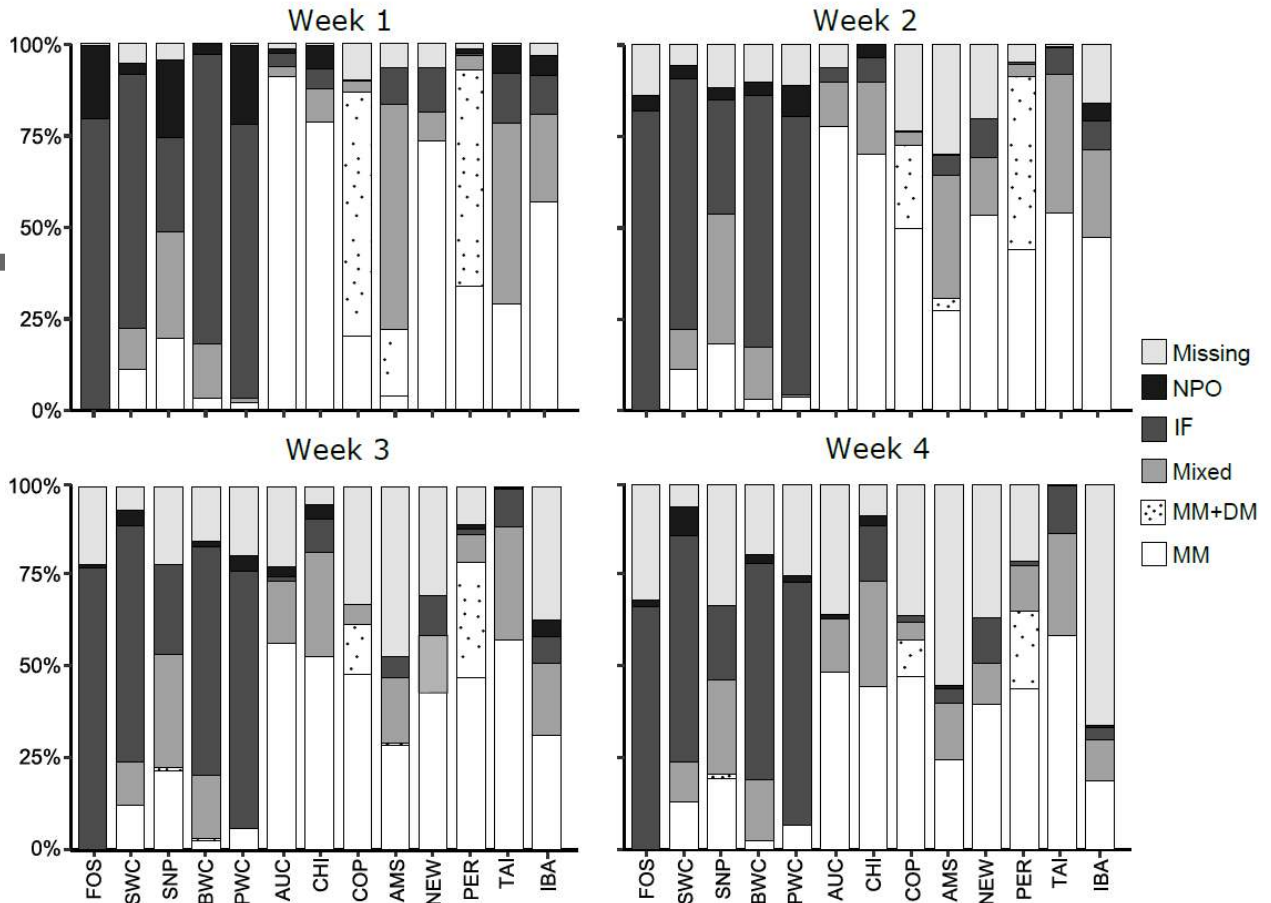 Week 1
100%
75%
50%
25%
0%
Week 2
Missing
NPO
IF
Mixed
MM+DM
MM
Week 3
100%
75%
50%
25%
0%
FOS
SWC
SNP
BWC
PWC
AUC
CHI
COP
AMS
NEW
PER
TAI
IBA
Week 4
FOS
SWC
SNP
BWC
PWC
AUC
CHI
COP
AMS
NEW
PER
TAI
IBA